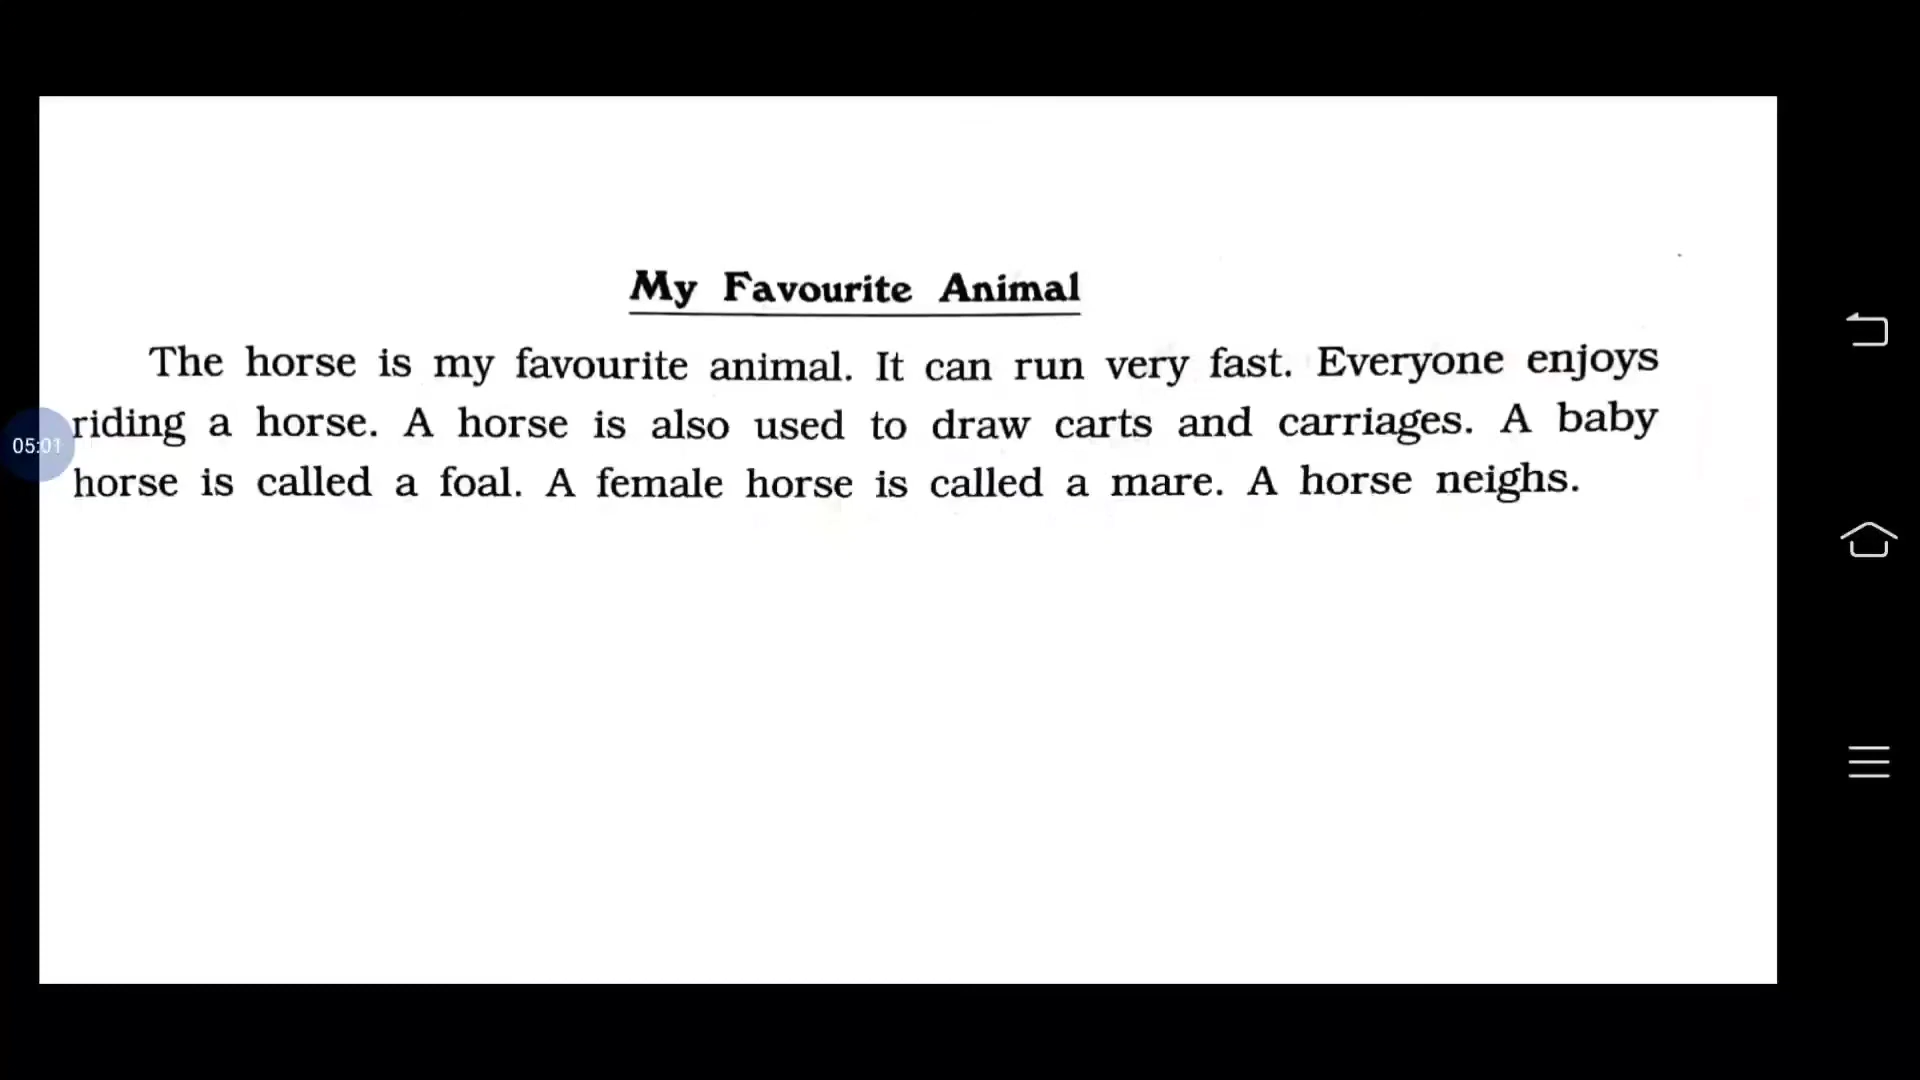 My Favourite Animal
The horse is my favourite animal. It can run very fast. Everyone enjoys
riding a horse. A horse is also used to draw carts and carriages. A baby
05:01
horse is called a foal. A female horse is called a mare. A horse neighs.